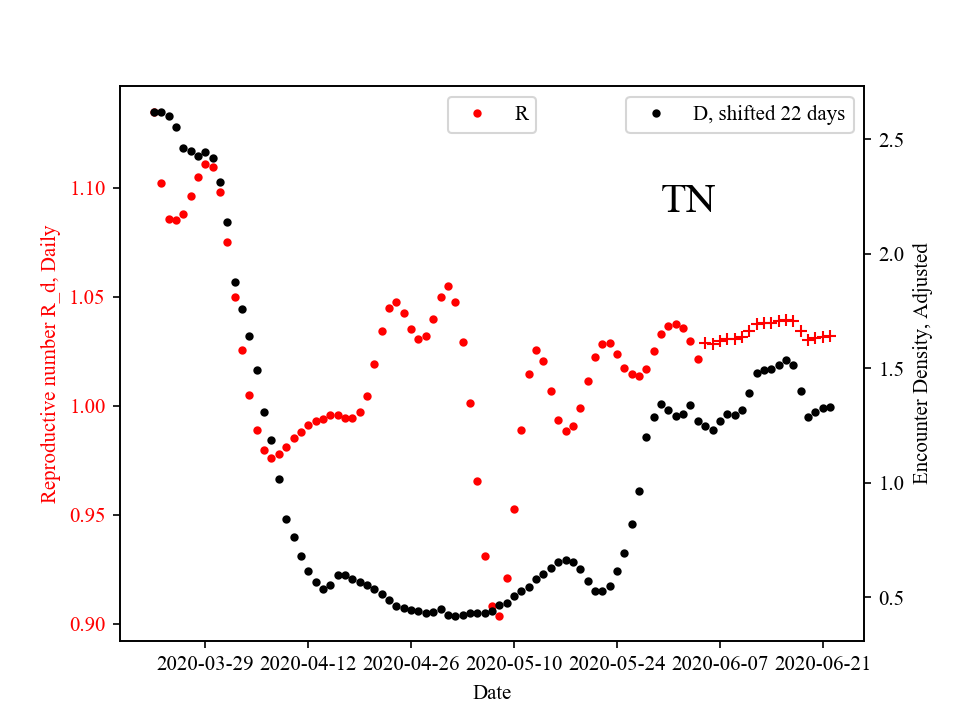 R
D, shifted 22 days
TN
Reproductive number R_d, Daily
1.10
1.05
1.00
0.95
0.90
2.5
2.0
1.5
1.0
0.5
Encounter Density, Adjusted
2020-03-29 2020-04-12 2020-04-26 2020-05-10 2020-05-24 2020-06-07 2020-06-21
Date